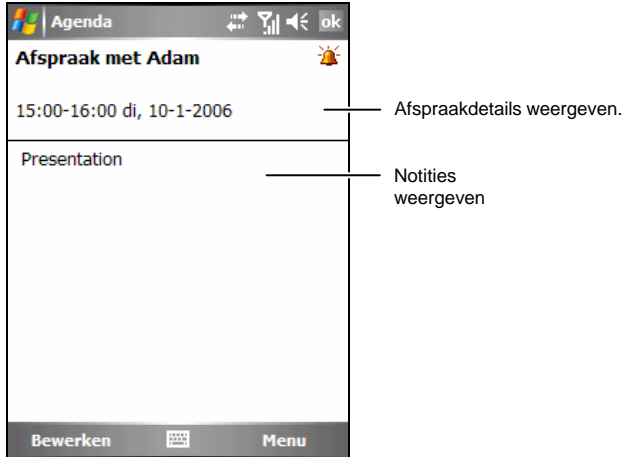 Agenda ok
Afspraak met Adam
15:00-16:00 di, 10-1-2006
Afspraakdetails weergeven.
Presentation
Notities
weergeven
Bewerken Menu